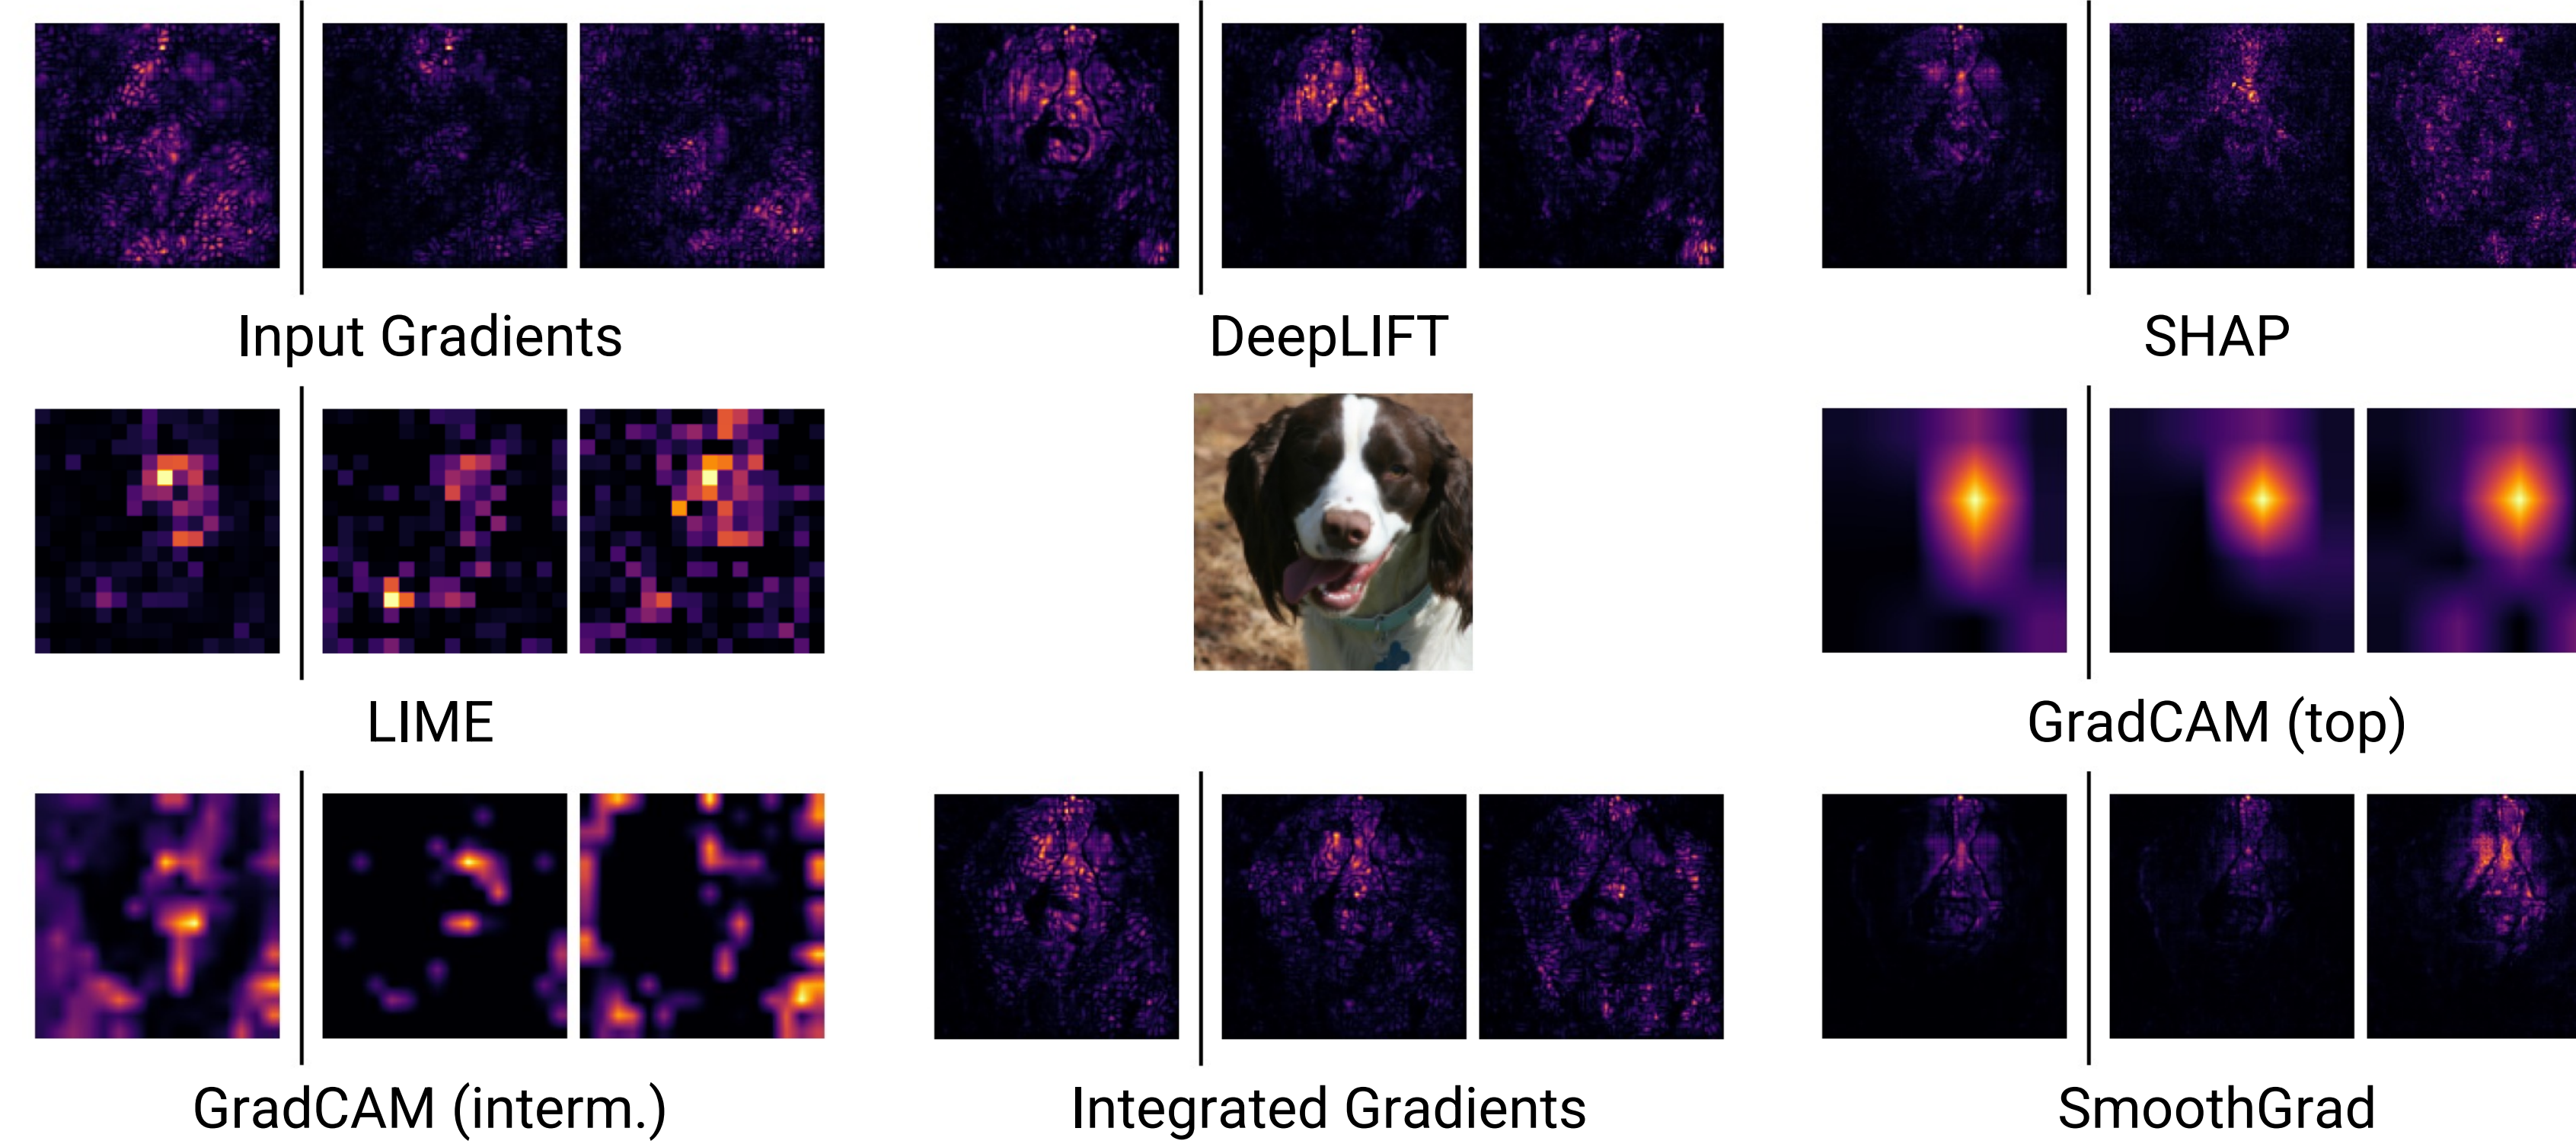 Input Gradients
DeepLIFT
SHAP
LIME
GradCAM (top)
GradCAM (interm.)
Integrated Gradients
SmoothGrad